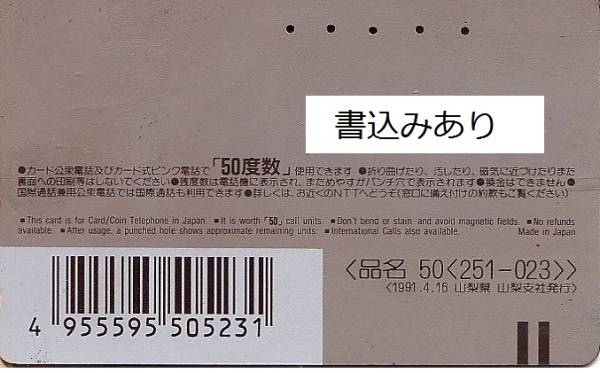 書込みあり
●カード公衆電話及びカード式ピンク電話で「50度数」使用できます ●折り曲げたり、汚したり、磁気に近づけたりまた
裏面への印刷等はしないでください●残度数は電話機に表示され、まためやすがパンチ穴で表示されます●換金はできません●
国際通話兼用公衆電話では国際通話も利用できます●詳しくは、お近くのNTTへどうぞ(窓口に備え付けの約款もご覧ください)
■This card is for Card/Coin Telephone in Japan. ■It is worth「50」call units. ■Don't bend or stain and avoid magnetic fields. ■No refunds
available. ■After usage, a punched hole shows approximate remaining units. ■International Calls also available. Made in Japan
〈品名 50〈251-023〉〉
〈1991.4.16 山梨県 山梨支社発行〉
4 955595 505231